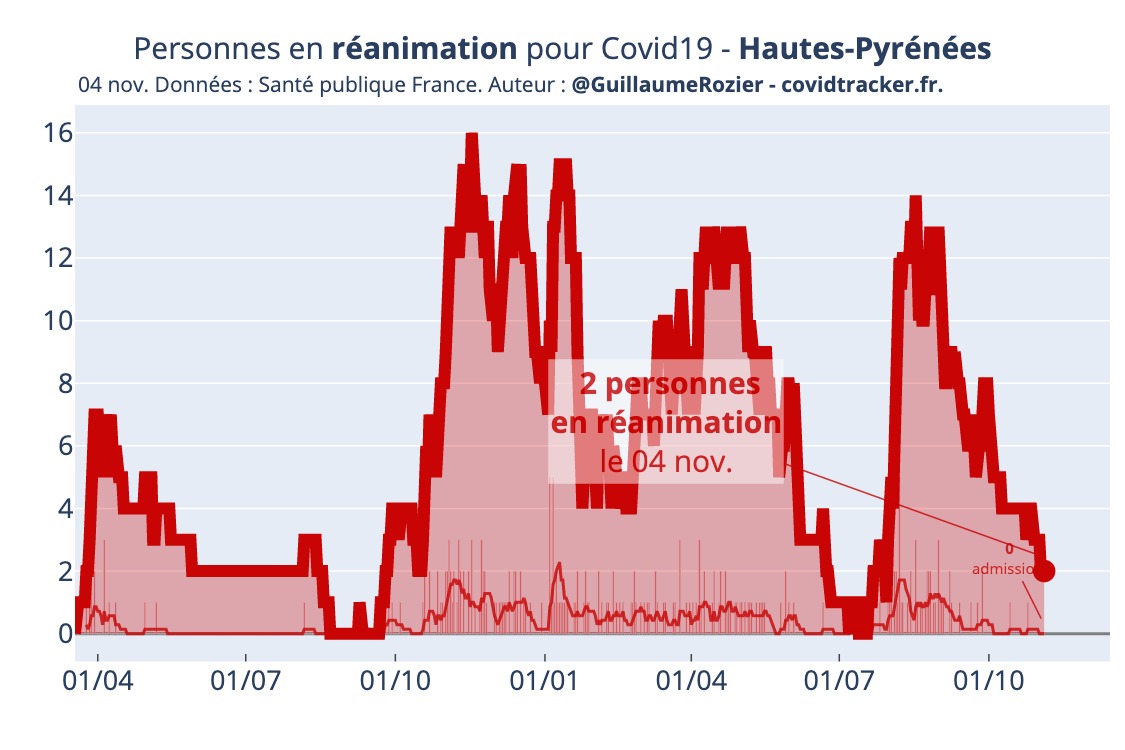 Personnes en réanimation pour Covid19 - Hautes-Pyrénées
04 nov. Données : Santé publique France. Auteur : @GuillaumeRozier - covidtracker.fr.
16
14
12
10
8
6
4
2
0
2 personnes
en réanimation
le 04 nov.
0
admissio
01/04
01/07
01/10
01/01
01/04
01/07
01/10